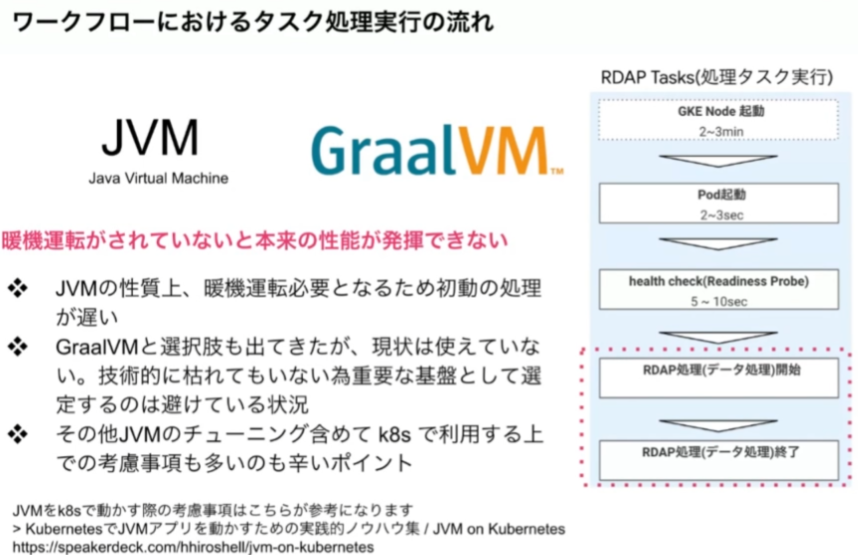 ワークフローにおけるタスク処理実行の流れ
JVM
Java Virtual Machine
GraalVM™
暖機運転がされていないと本来の性能が発揮できない
❖ JVMの性質上、暖機運転必要となるため初動の処理
が遅い
❖ GraalVMと選択肢も出てきたが、現状は使えていな
い。技術的に枯れてもいない為重要な基盤として選
定するのは避けている状況
❖ その他JVMのチューニング含めて k8s で利用する上
での考慮事項も多いのも辛いポイント
JVMをk8sで動かす際の考慮事項はこちらが参考になります
> KubernetesでJVMアプリを動かすための実践的ノウハウ集 / JVM on Kubernetes
https://speakerdeck.com/hhiroshell/jvm-on-kubernetes
RDAP Tasks(処理タスク実行)
GKE Node 起動
2~3min
Pod起動
2~3sec
health check(Readiness Probe)
5 ~ 10sec
RDAP処理(データ処理)開始
RDAP処理(データ処理)終了